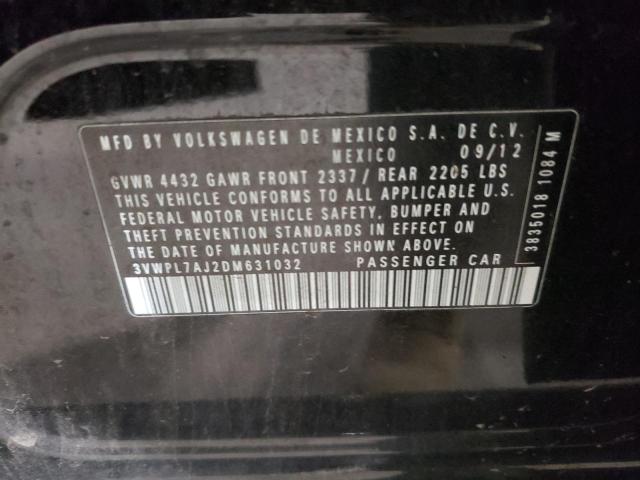 MFD BY VOLKSWAGEN DE MEXICO S.A. DE C.V.
MEXICO 09/12
GVWR 4432 GAWR FRONT 2337/ REAR 2205 LBS
THIS VEHICLE CONFORMS TO ALL APPLICABLE U.S.
FEDERAL MOTOR VEHICLE SAFETY, BUMPER AND
THEFT PREVENTION STANDARDS IN EFFECT ON
THE DATE OF MANUFACTURE SHOWN ABOVE.
3VWPL7AJ2DM631032 PASSENGER CAR
3835018 1084 M